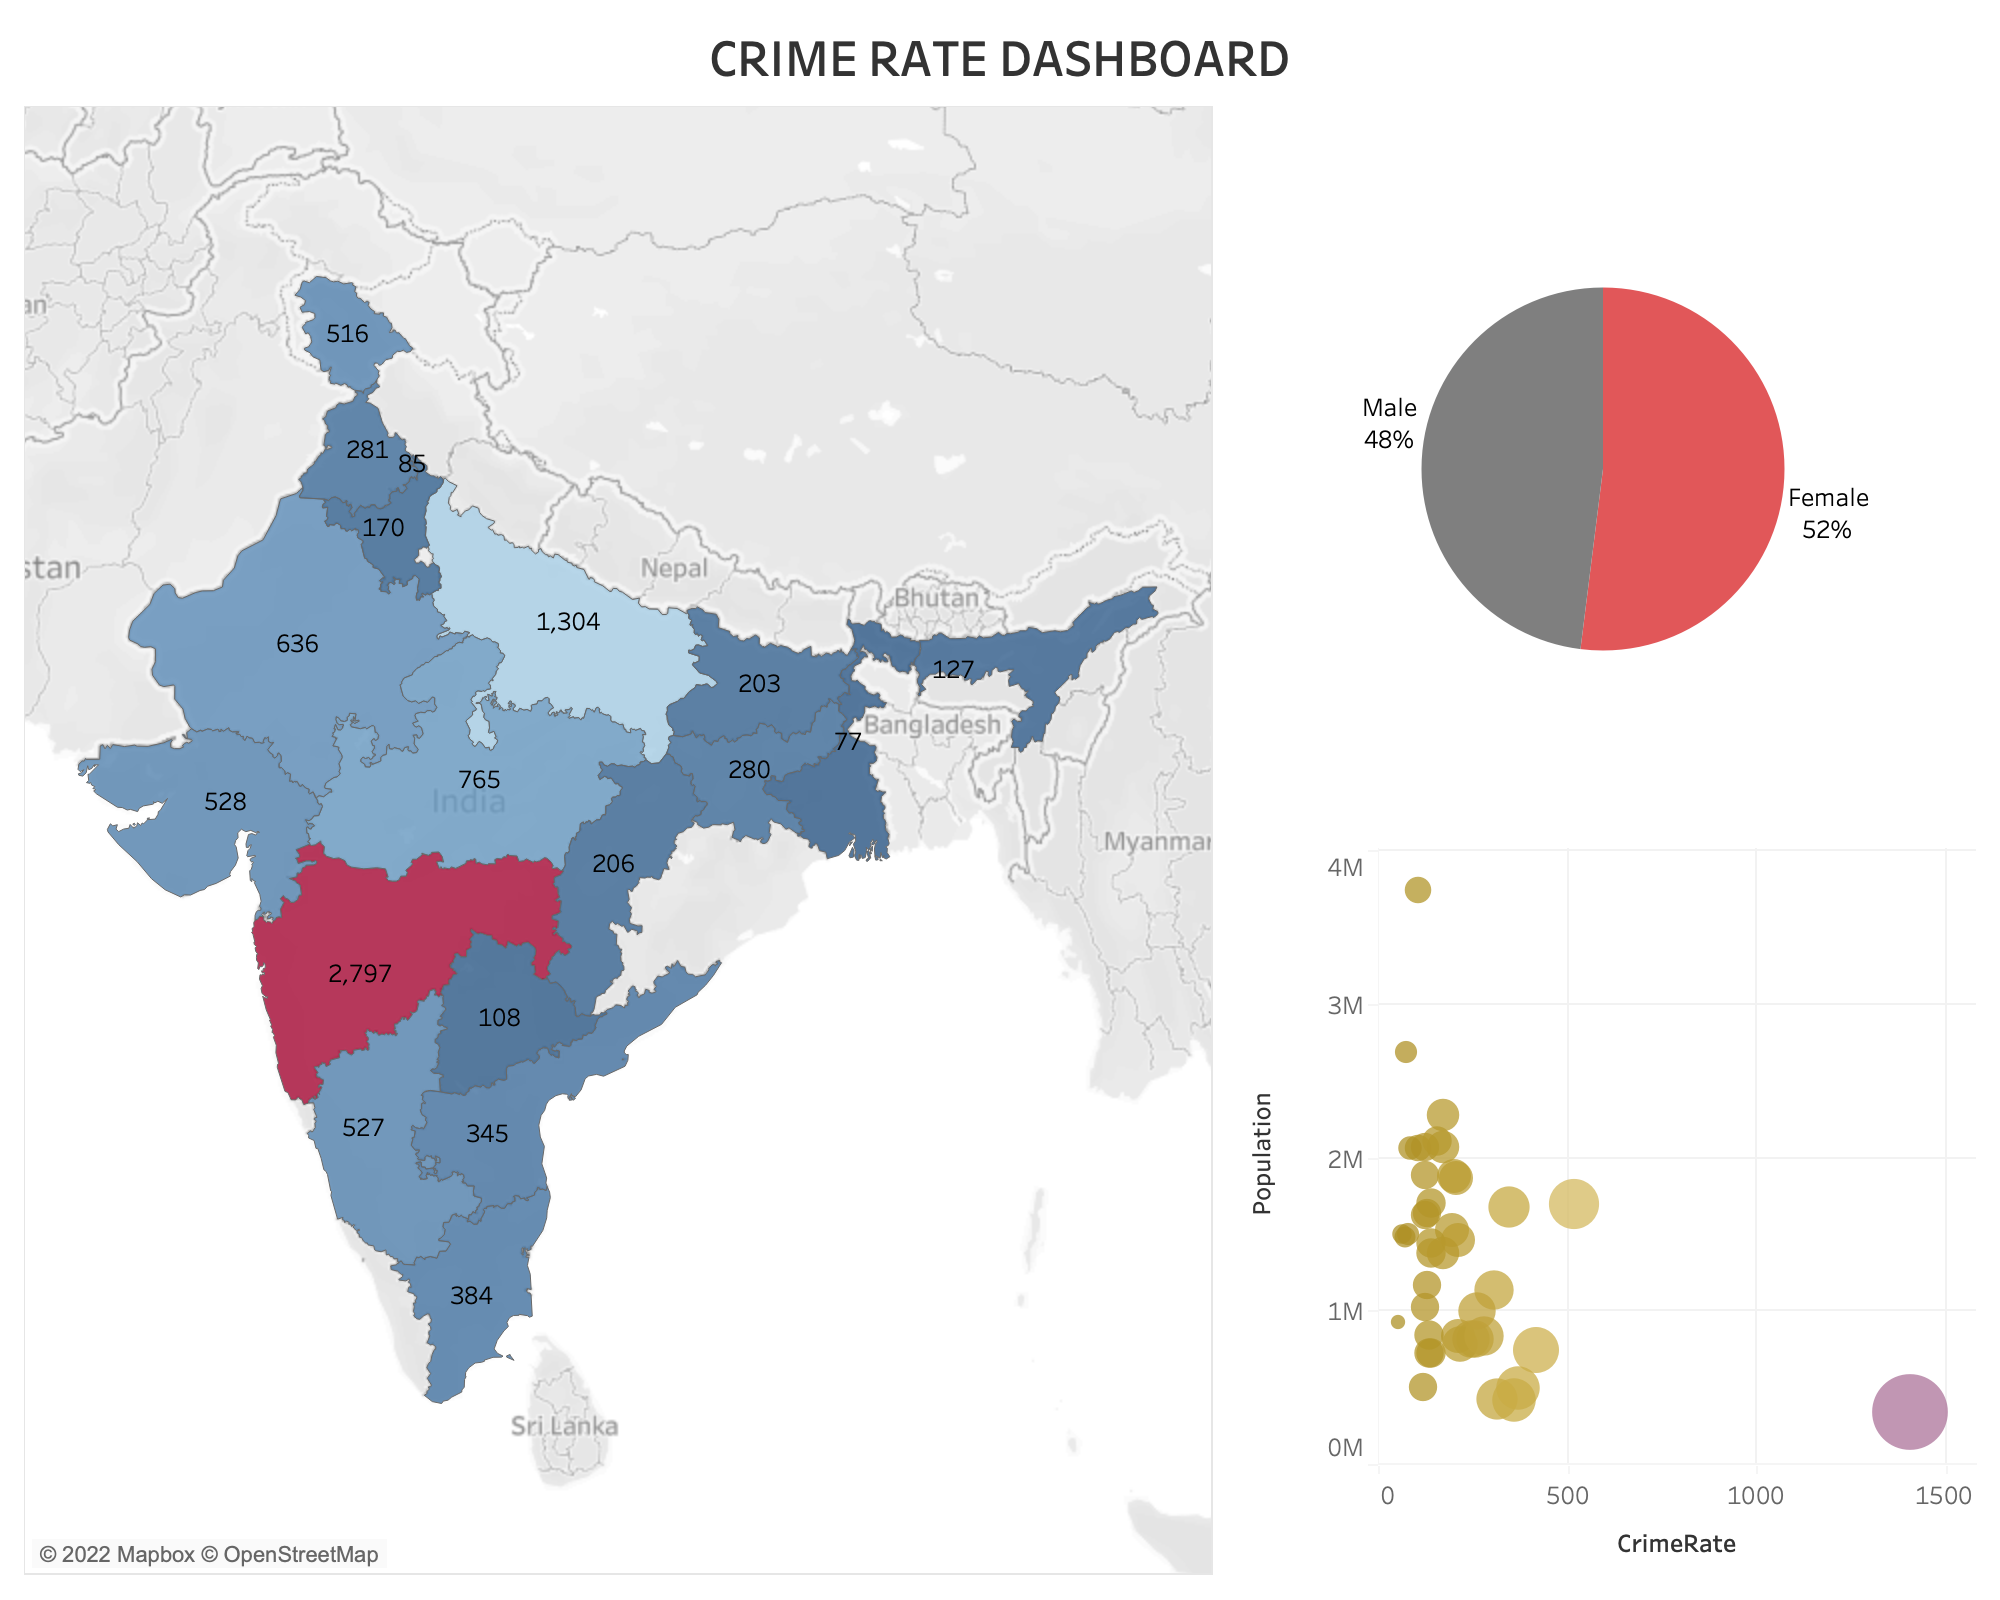 CRIME RATE DASHBOARD
an
516
281
85
170
stan
Nepal
1,304
Bhutan
636
127
203
Bangladesh
77
280
765
India
528
Myanmar
206
2,797
108
527
345
384
Sri Lanka
© 2022 Mapbox © OpenStreetMap
Male
48%
Female
52%
4M
3M
2M
1M
0M
Population
0
500
1000
1500
CrimeRate